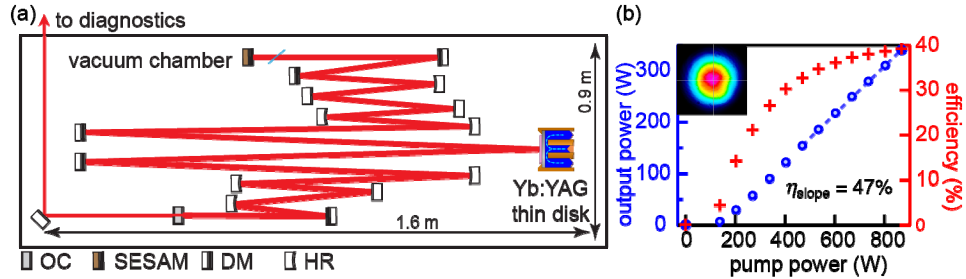 (a)
to diagnostics
vacuum chamber
0.9 m
Yb:YAG
thin disk
1.6 m
OC SESAM DM HR
(b)
output power (W)
300
200
100
0
40
30
20
10
0
efficiency (%)
ηslope = 47%
0 200 400 600 800
pump power (W)